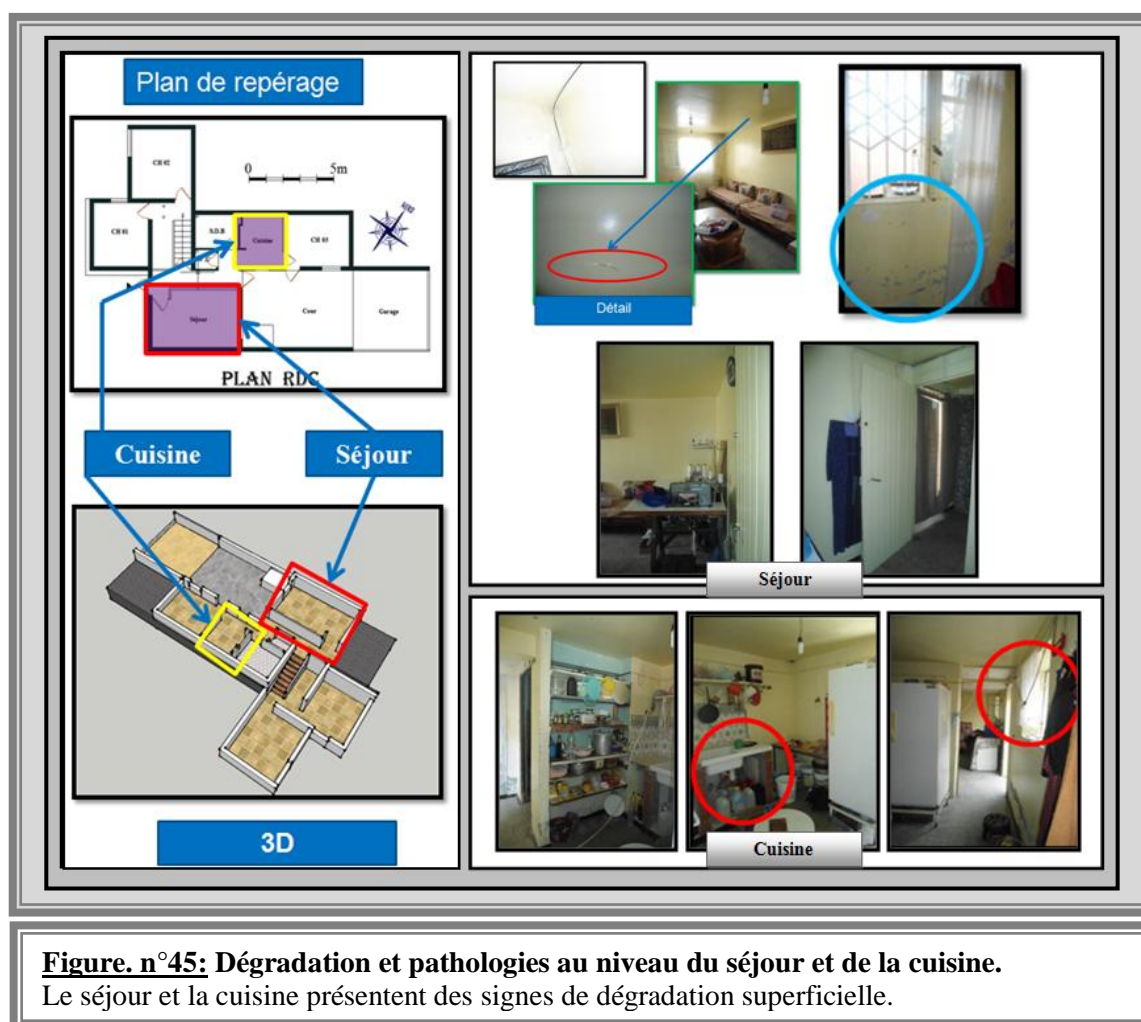 Plan de repérage
CH 02
0 5m
NORD
CH 01
S.D.B
Cuisine
CH 03
Séjour
Cour
Garage
PLAN RDC
Cuisine
Séjour
3D
Détail
Séjour
Cuisine
Figure. n°45: Dégradation et pathologies au niveau du séjour et de la cuisine.
Le séjour et la cuisine présentent des signes de dégradation superficielle.